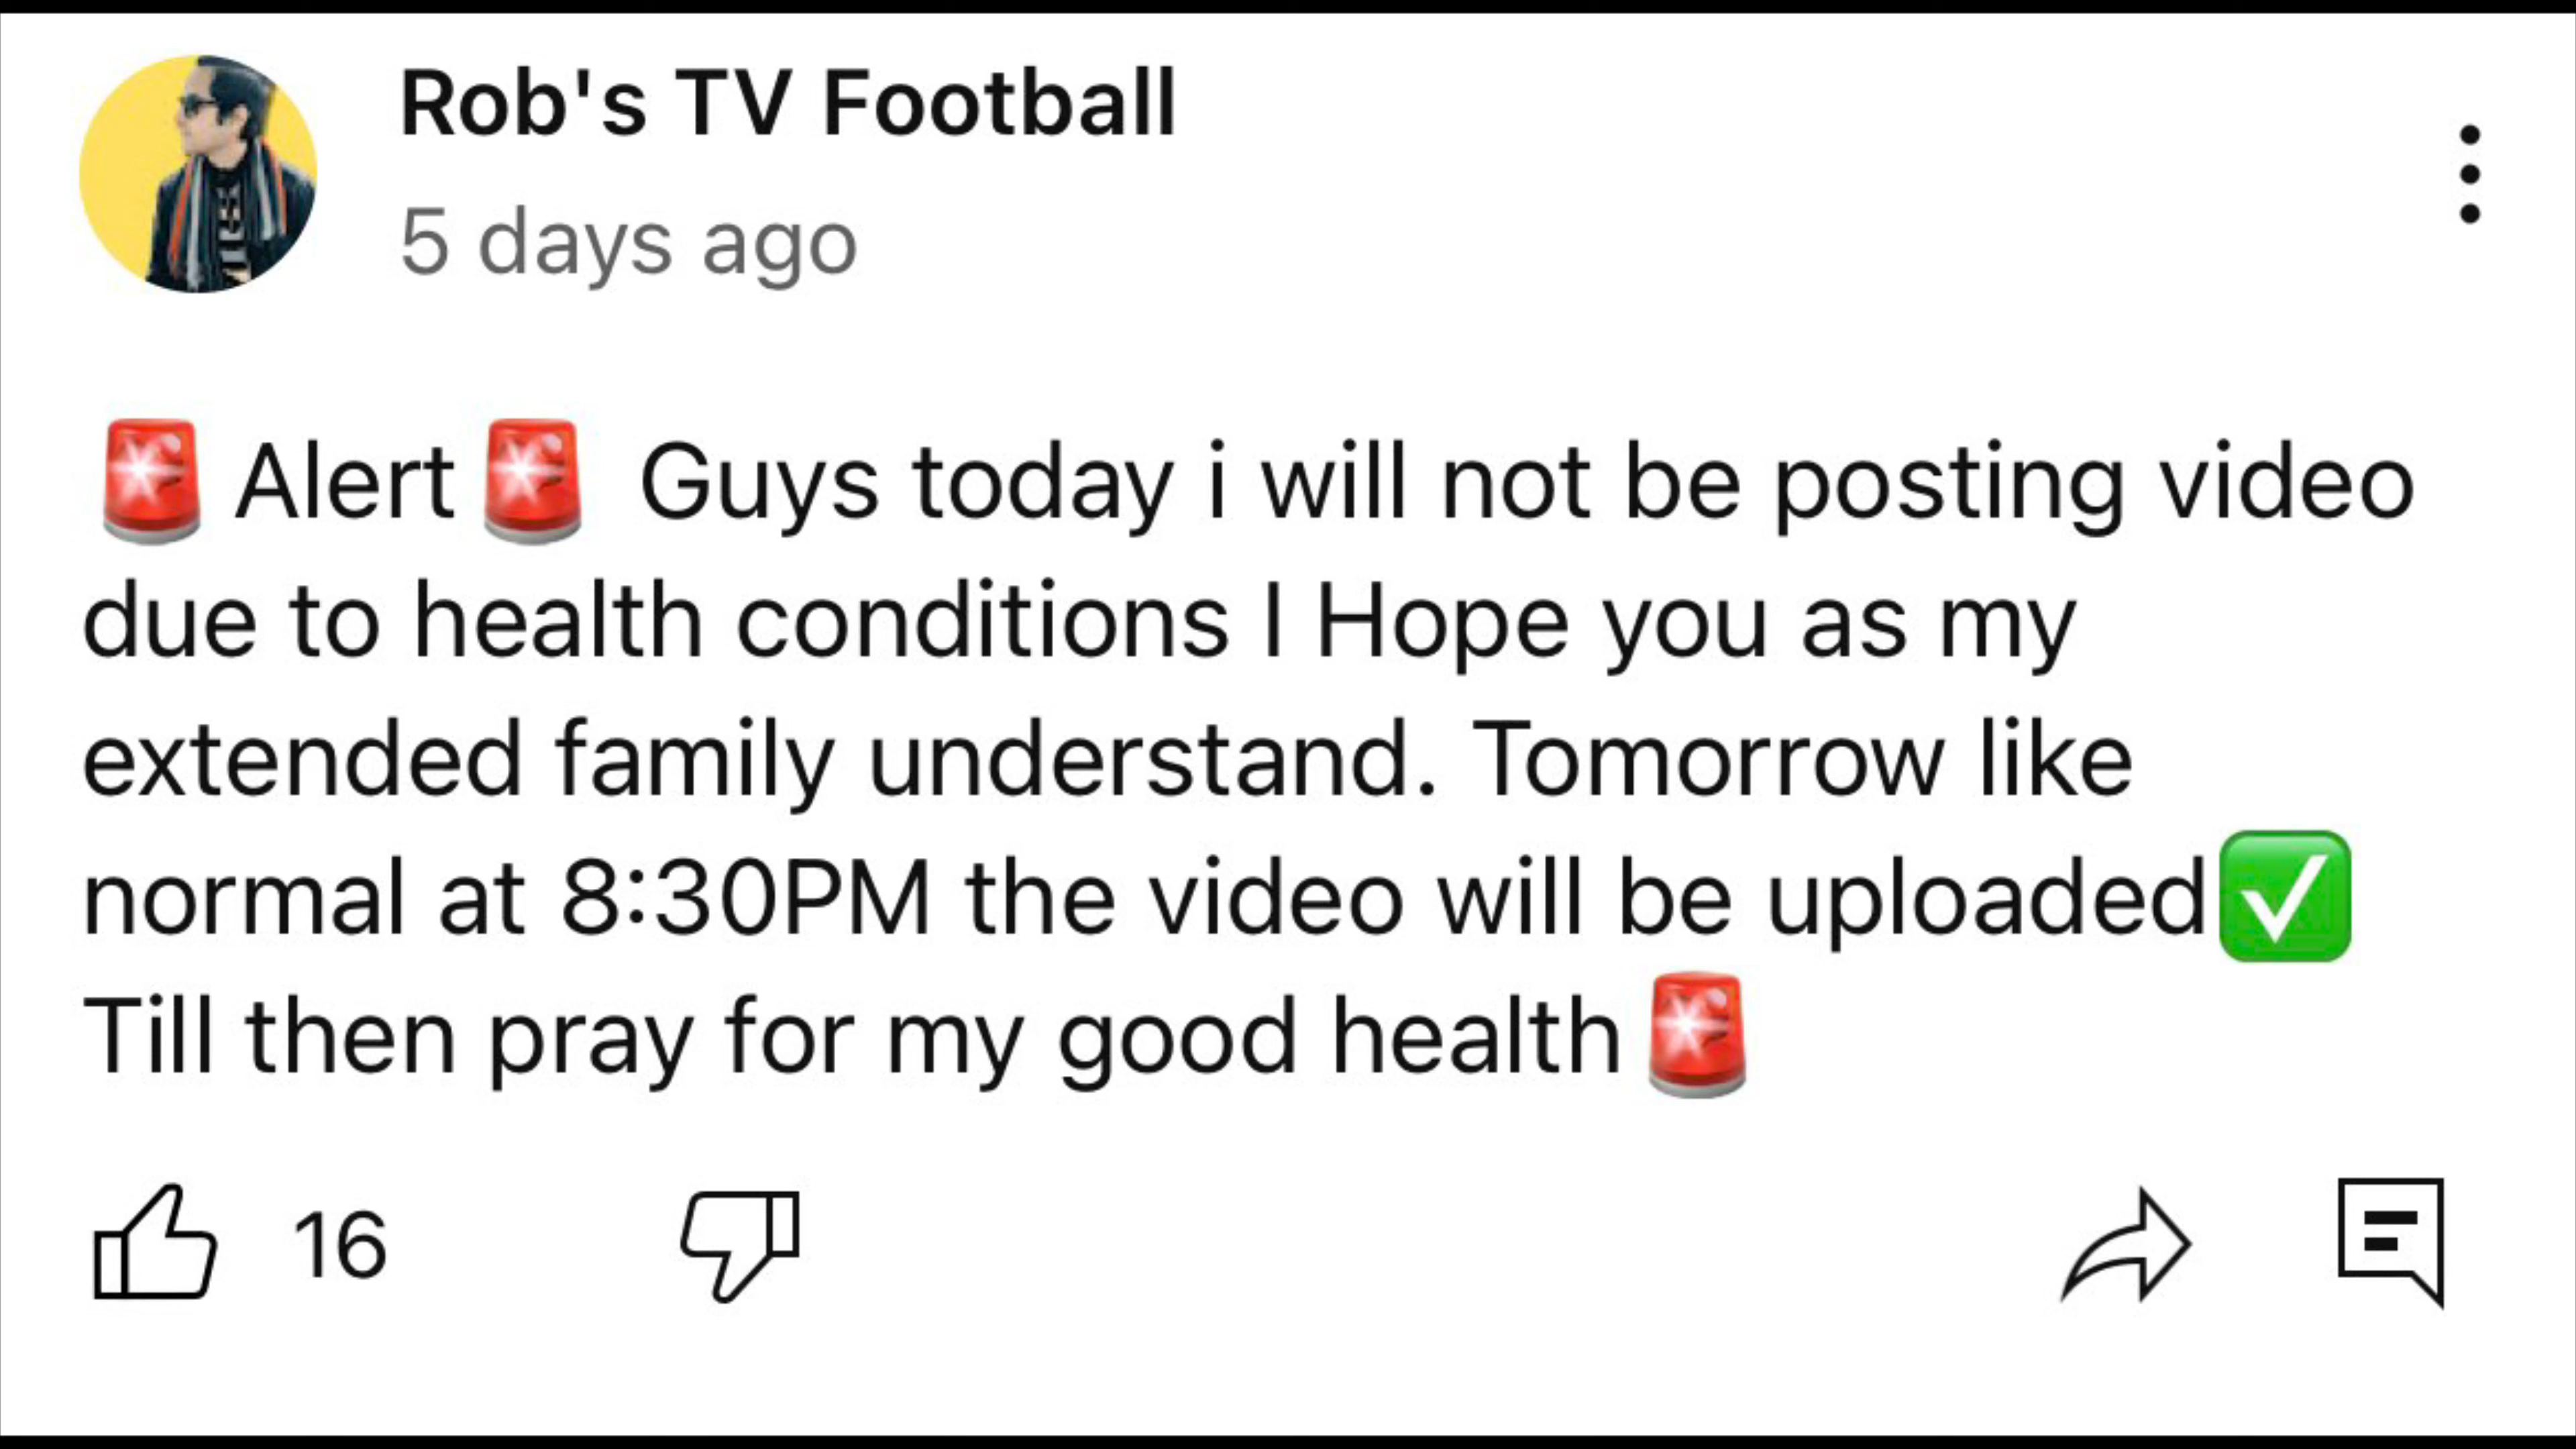 Rob's TV Football
5 days ago
🚨Alert🚨 Guys today i will not be posting video
due to health conditions I Hope you as my
extended family understand. Tomorrow like
normal at 8:30PM the video will be uploaded✅
Till then pray for my good health🚨
16